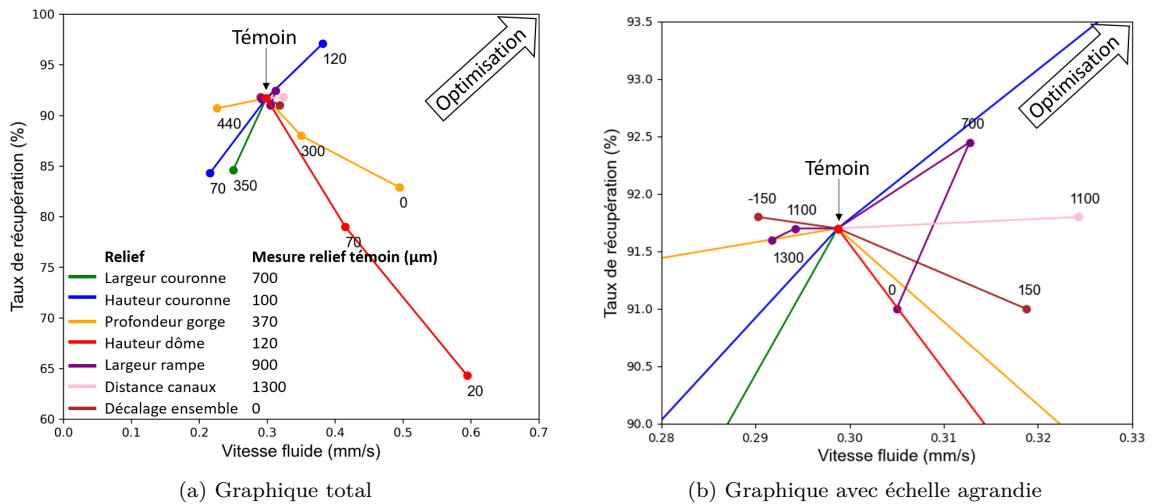 100
95
90
85
80
75
70
65
60
0.0
0.1
0.2
0.3
0.4
0.5
0.6
0.7
Taux de récupération (%)
Vitesse fluide (mm/s)
Témoin
Optimisation
120
440
300
70
350
0
70
20
Relief Mesure relief témoin (µm)
Largeur couronne 700
Hauteur couronne 100
Profondeur gorge 370
Hauteur dôme 120
Largeur rampe 900
Distance canaux 1300
Décalage ensemble 0
(a) Graphique total
93.5
93.0
92.5
92.0
91.5
91.0
90.5
90.0
0.28
0.29
0.30
0.31
0.32
0.33
Taux de récupération (%)
Vitesse fluide (mm/s)
Optimisation
700
Témoin
-150
1100
1100
1300
0
150
(b) Graphique avec échelle agrandie